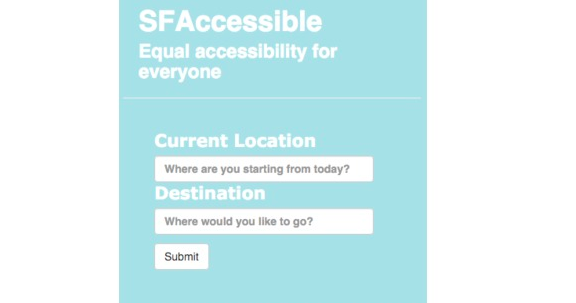 SFAccessible
Equal accessibility for
everyone
Current Location
Where are you starting from today?
Destination
Where would you like to go?
Submit